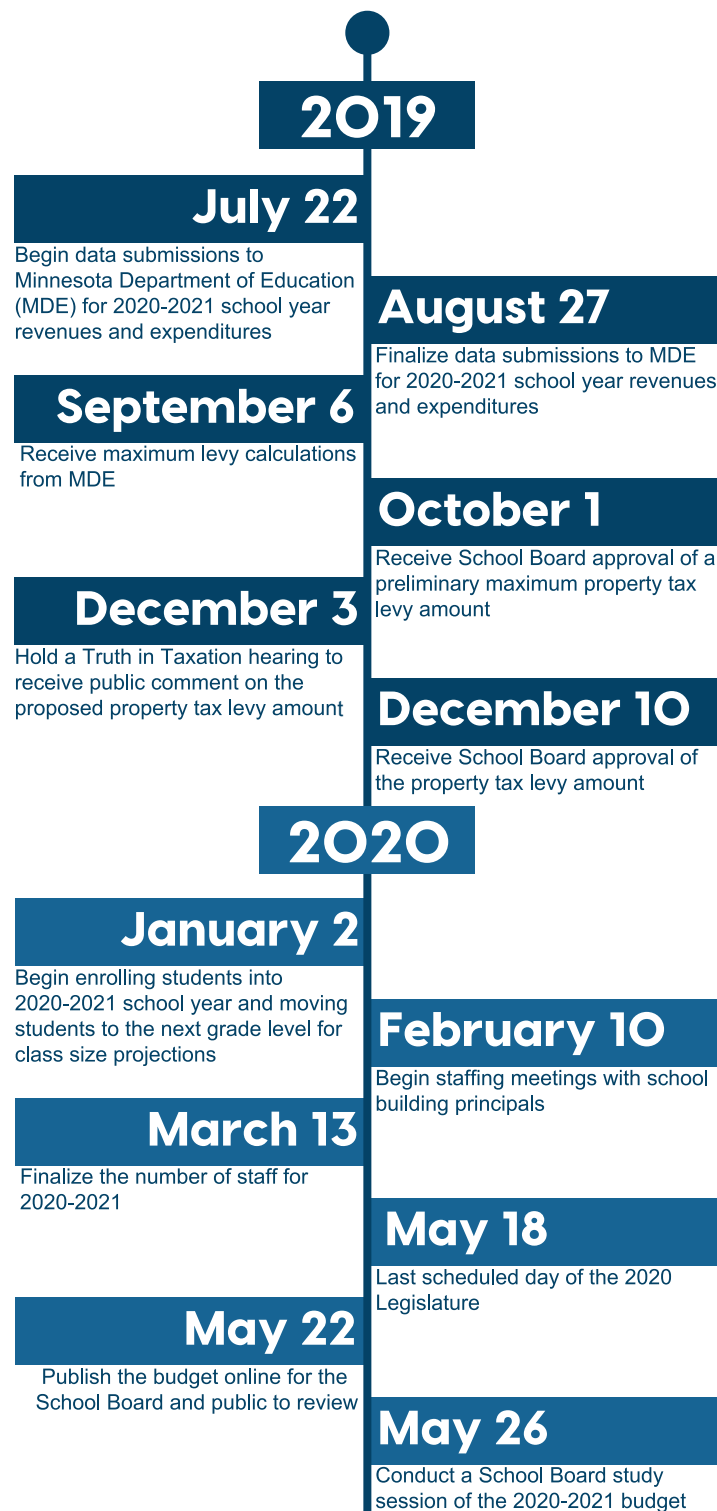 2019
July 22
Begin data submissions to
Minnesota Department of Education
(MDE) for 2020-2021 school year
revenues and expenditures
August 27
Finalize data submissions to MDE
for 2020-2021 school year revenues
and expenditures
September 6
Receive maximum levy calculations
from MDE
October 1
Receive School Board approval of a
preliminary maximum property tax
levy amount
December 3
Hold a Truth in Taxation hearing to
receive public comment on the
proposed property tax levy amount
December 10
Receive School Board approval of
the property tax levy amount
2020
January 2
Begin enrolling students into
2020-2021 school year and moving
students to the next grade level for
class size projections
February 10
Begin staffing meetings with school
building principals
March 13
Finalize the number of staff for
2020-2021
May 18
Last scheduled day of the 2020
Legislature
May 22
Publish the budget online for the
School Board and public to review
May 26
Conduct a School Board study
session of the 2020-2021 budget